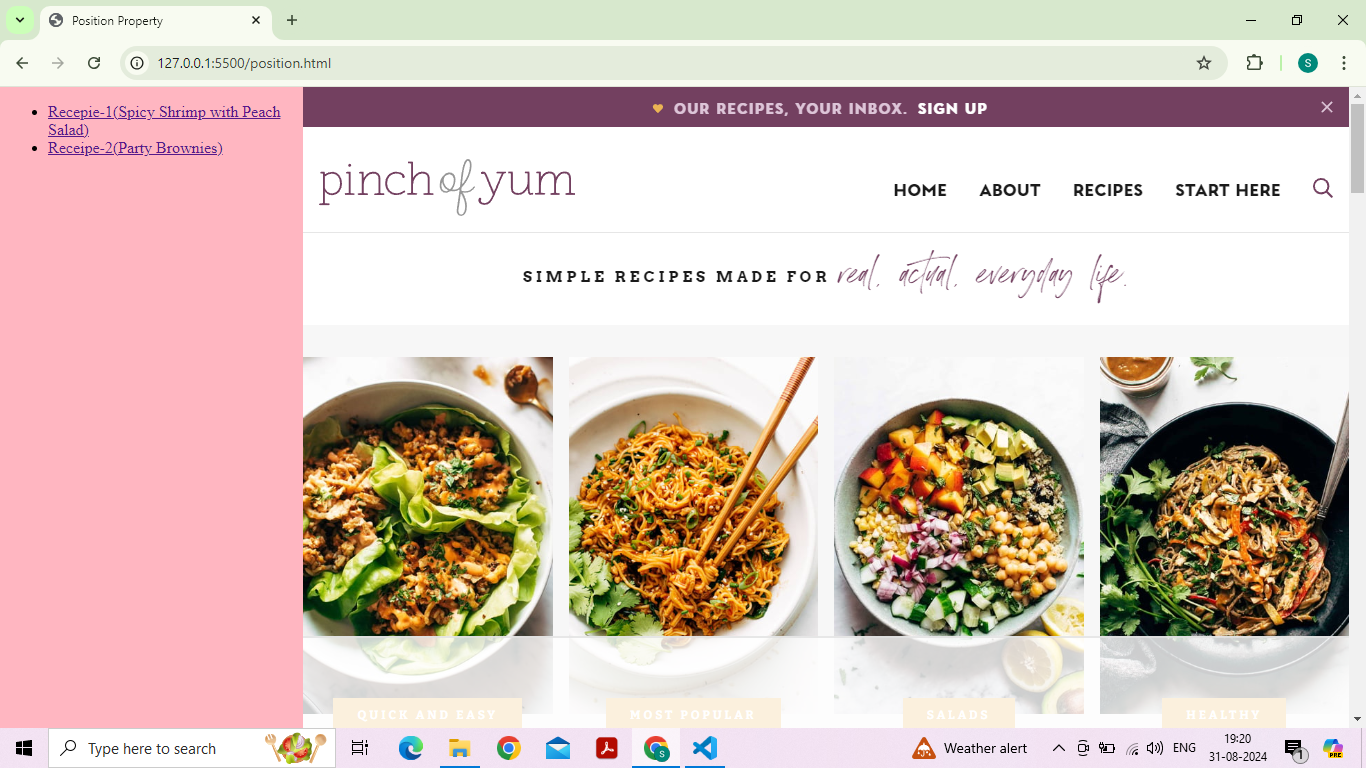 Position Property
127.0.0.1:5500/position.html
S
Recepie-1(Spicy Shrimp with Peach
Salad)
Receipe-2(Party Brownies)
OUR RECIPES, YOUR INBOX. SIGN UP
pinch of yum
HOME ABOUT RECIPES START HERE
SIMPLE RECIPES MADE FOR real, actual, everyday life.
QUICK AND EASY
MOST POPULAR
SALADS
HEALTHY
Type here to search
S
Weather alert
ENG
19:20
31-08-2024
1
PRE